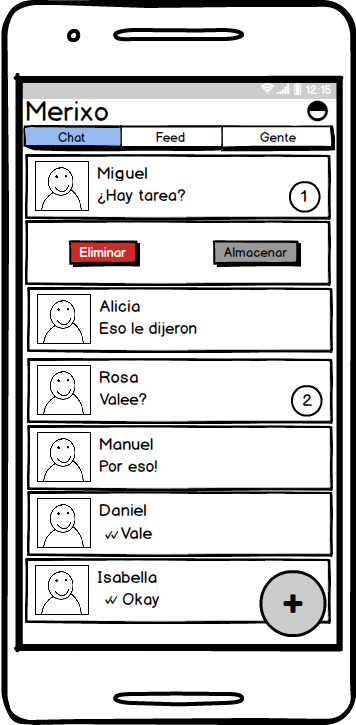 12:15
Merixo
Chat Feed Gente
Miguel
¿Hay tarea?
1
Eliminar Almacenar
Alicia
Eso le dijeron
Rosa
Valee?
2
Manuel
Por eso!
Daniel
Vale
Isabella
Okay
+